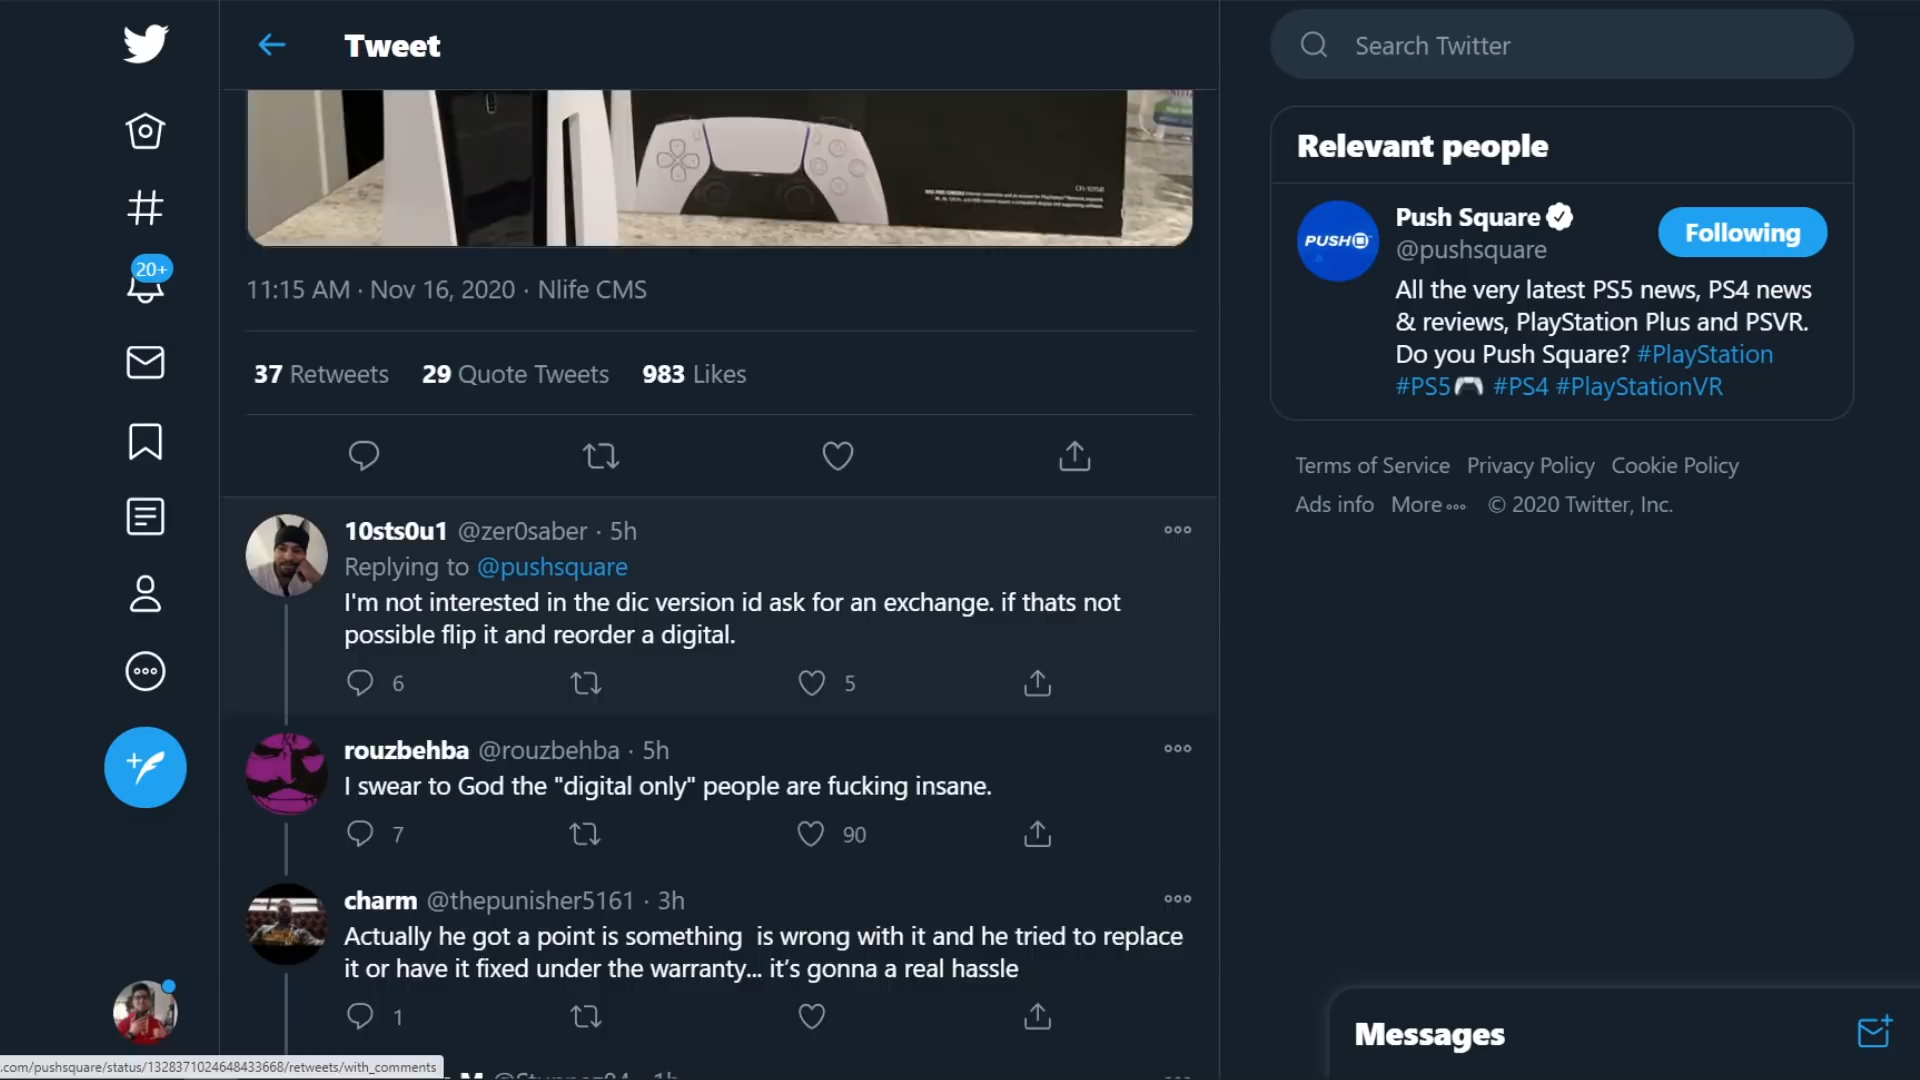 Tweet
Search Twitter
Relevant people
Push Square
@pushsquare
Following
PUSH
All the very latest PS5 news, PS4 news
& reviews, PlayStation Plus and PSVR.
Do you Push Square? #PlayStation
#PS5🎮 #PS4 #PlayStationVR
Terms of Service Privacy Policy Cookie Policy
Ads info More © 2020 Twitter, Inc.
20+
11:15 AM · Nov 16, 2020 · Nlife CMS
37 Retweets 29 Quote Tweets 983 Likes
10sts0u1 @zer0saber · 5h
Replying to @pushsquare
I'm not interested in the dic version id ask for an exchange. if thats not
possible flip it and reorder a digital.
6 5
rouzbehba @rouzbehba · 5h
I swear to God the "digital only" people are fucking insane.
7 90
charm @thepunisher5161 · 3h
Actually he got a point is something is wrong with it and he tried to replace
it or have it fixed under the warranty... it's gonna a real hassle
1
Messages
.com/pushsquare/status/1328371024648433668/retweets/with_comments